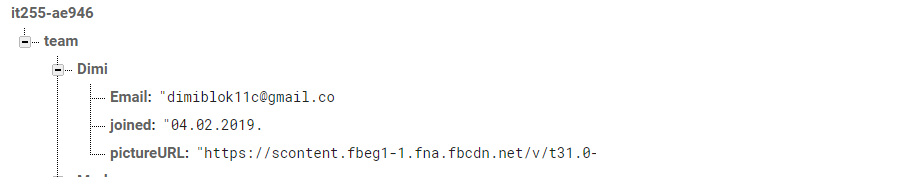 it255-ae946
team
Dimi
Email: "dimiblok11c@gmail.co
joined: "04.02.2019.
pictureURL: "https://scontent.fbeg1-1.fna.fbcdn.net/v/t31.0-